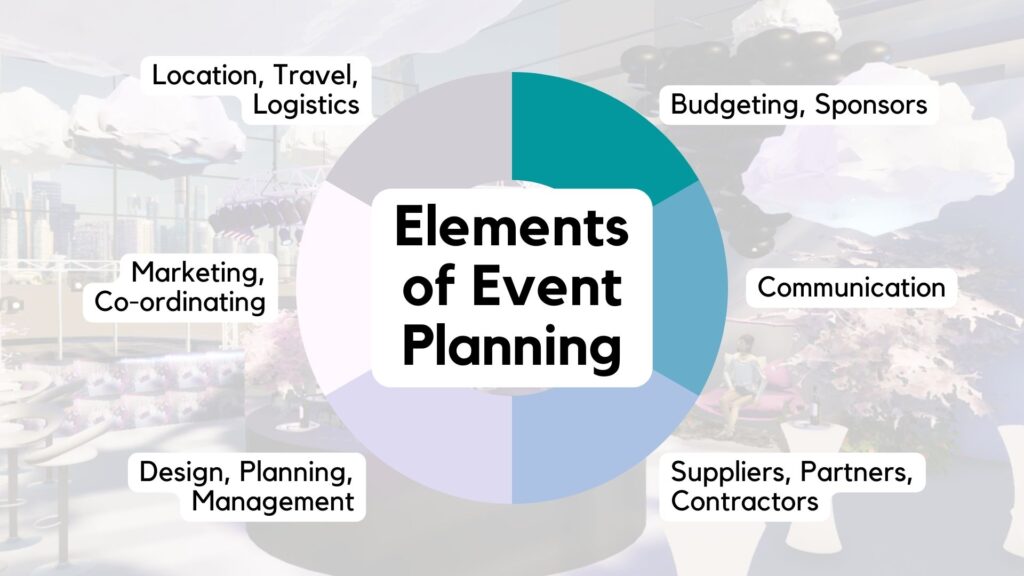 Elements
of Event
Planning
Budgeting, Sponsors
Communication
Suppliers, Partners,
Contractors
Design, Planning,
Management
Marketing,
Co-ordinating
Location, Travel,
Logistics